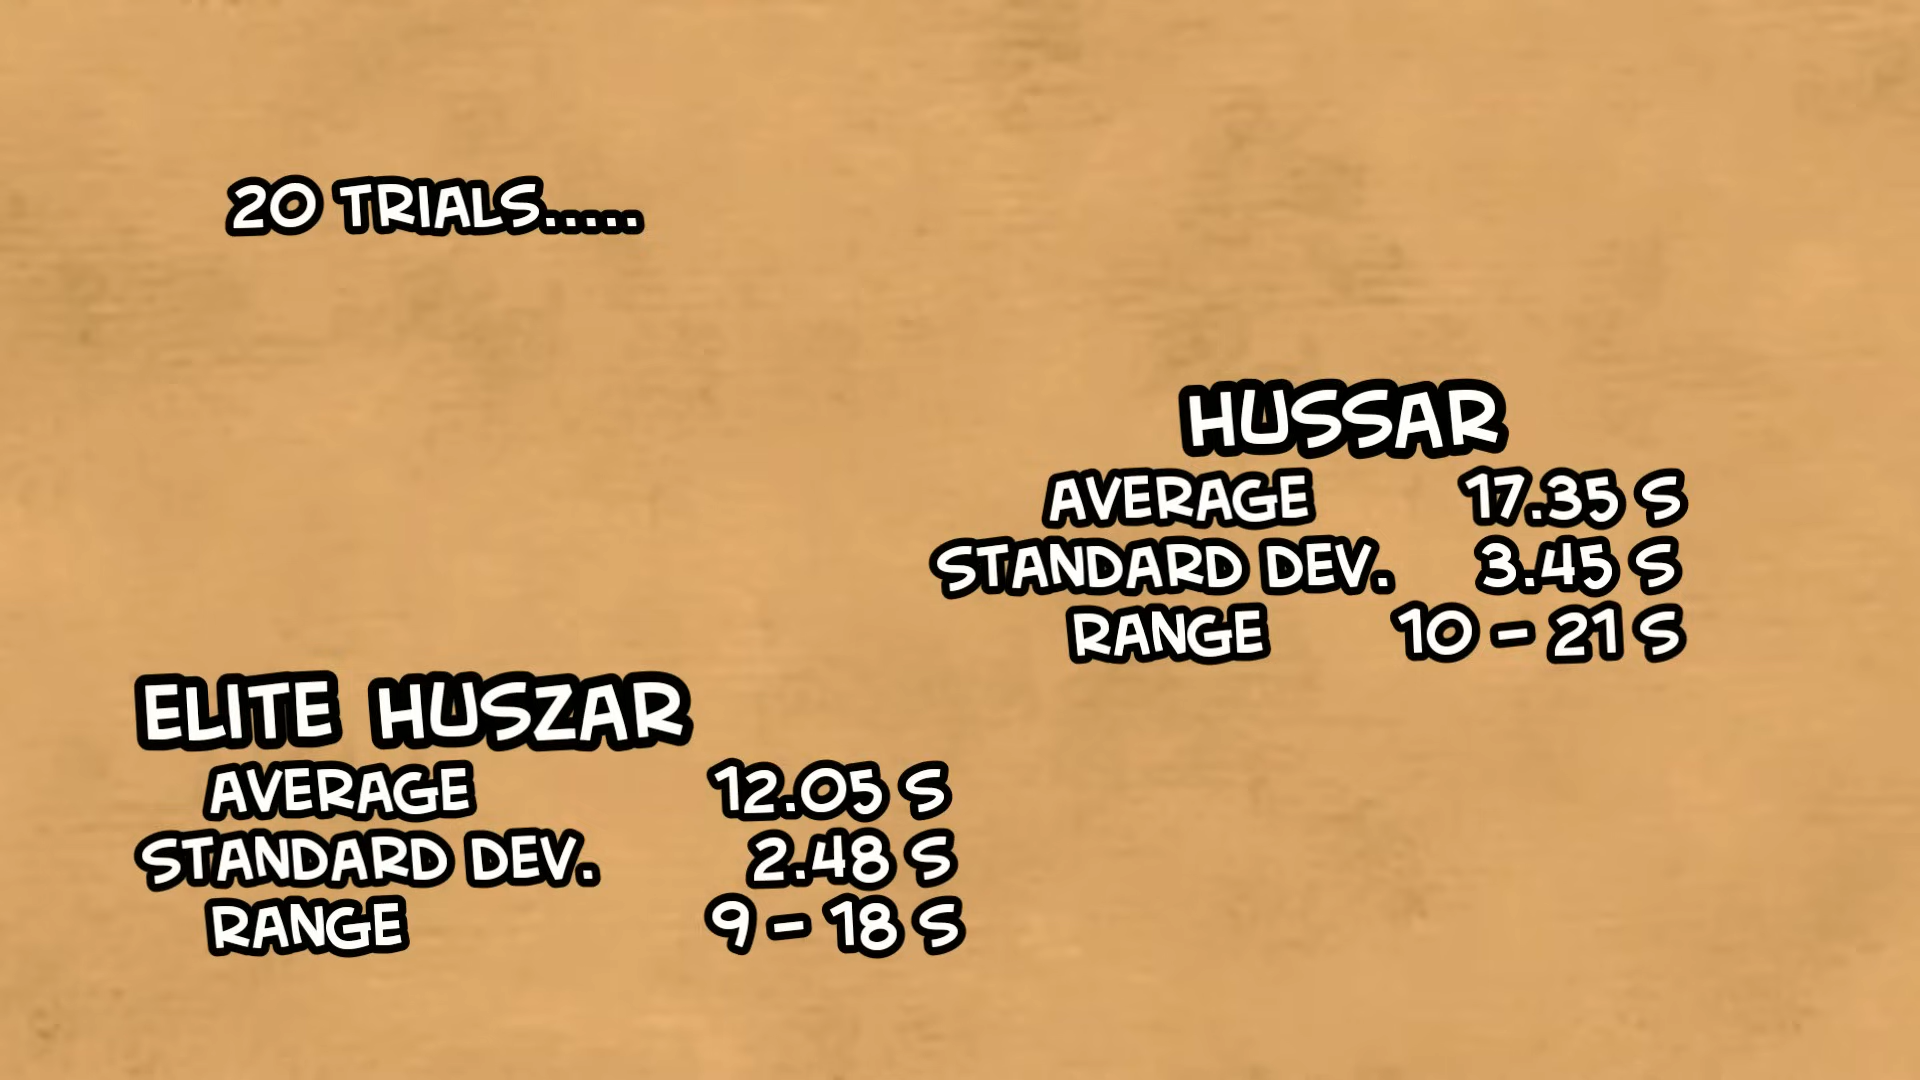 20 TRIALS.....
HUSSAR
AVERAGE 17.35 S
STANDARD DEV. 3.45 S
RANGE 10 - 21 S
ELITE HUSZAR
AVERAGE 12.05 S
STANDARD DEV. 2.48 S
RANGE 9 - 18 S